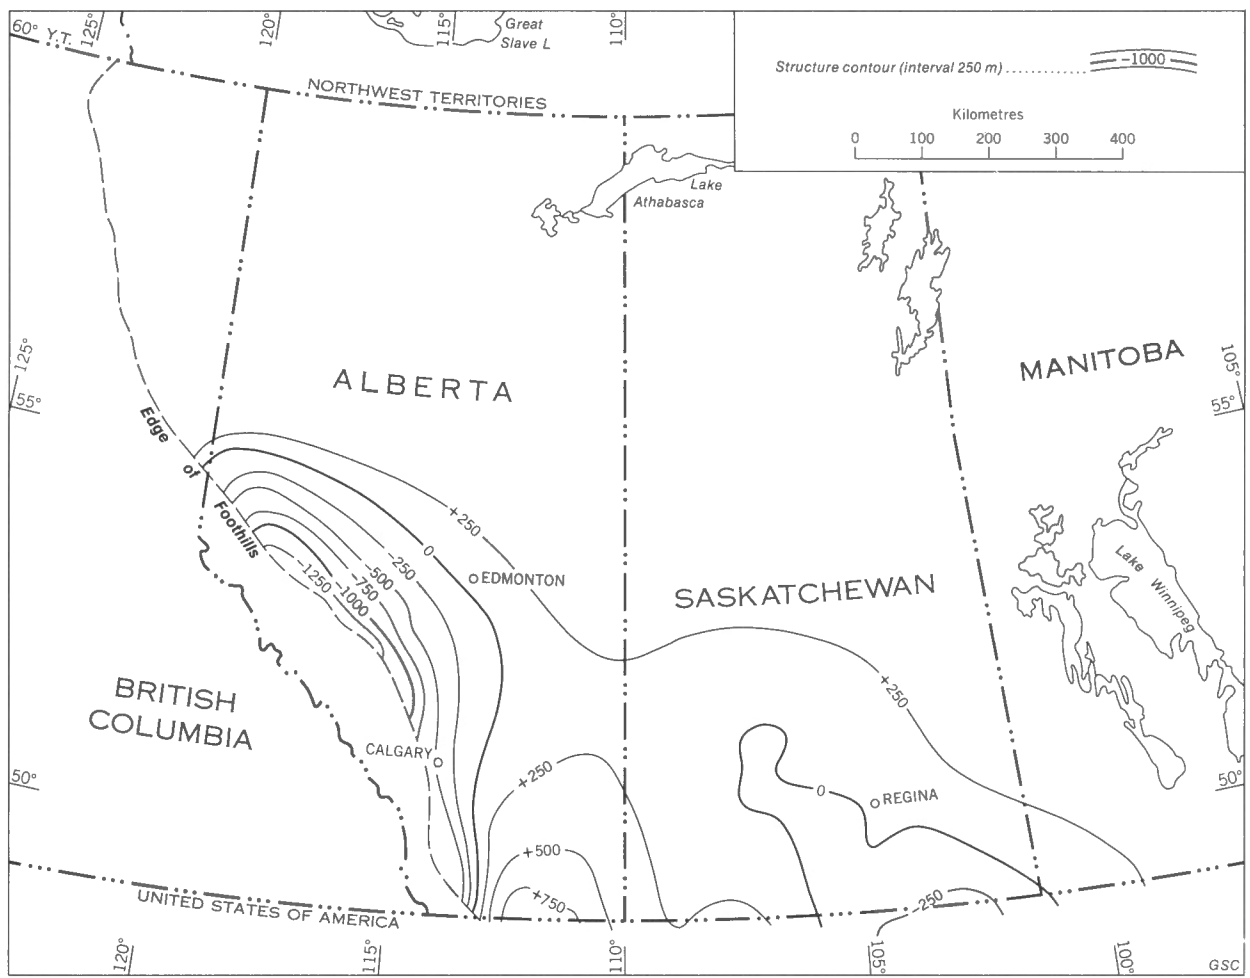 125°
120°
115°
110°
Great
Slave L
60°
Y.T.
NORTHWEST TERRITORIES
Structure contour (interval 250 m)
-1000
Kilometres
0 100 200 300 400
Lake
Athabasca
125°
55°
ALBERTA
MANITOBA
105°
55°
Edge of Foothills
+250
0
-250
-500
-750
-1000
-1250
EDMONTON
SASKATCHEWAN
Lake Winnipeg
BRITISH
COLUMBIA
+250
CALGARY
50°
+250
0
REGINA
50°
+500
+750
-250
UNITED STATES OF AMERICA
120°
115°
110°
105°
100°
GSC